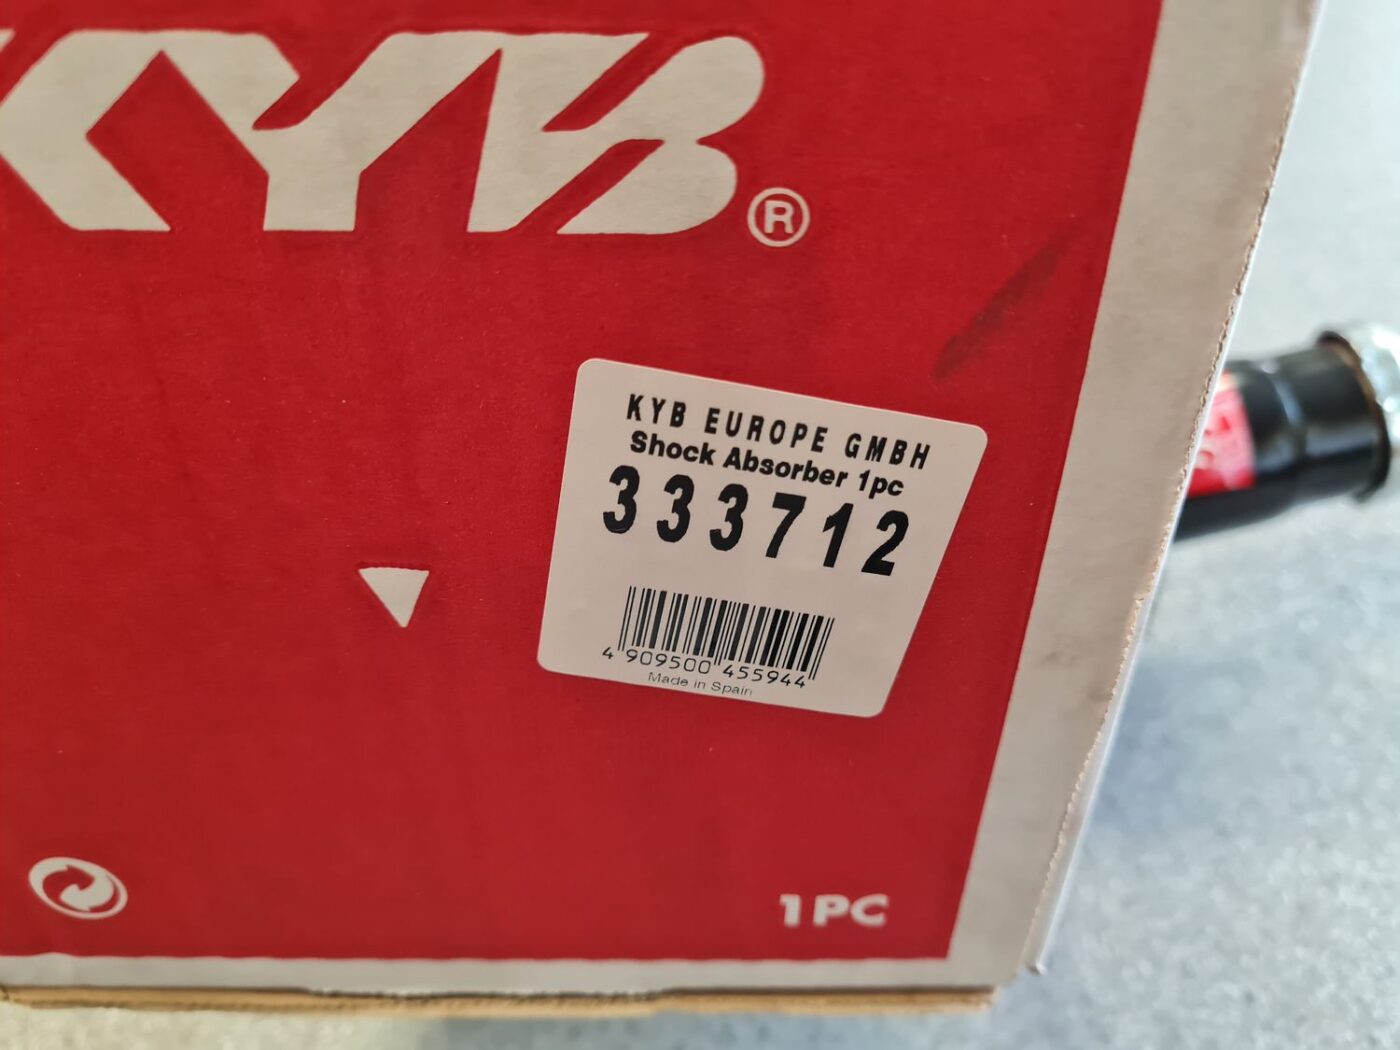 KYB®
KYB EUROPE GMBH
Shock Absorber 1pc
333712
4 909500 455944
Made in Spain
1PC